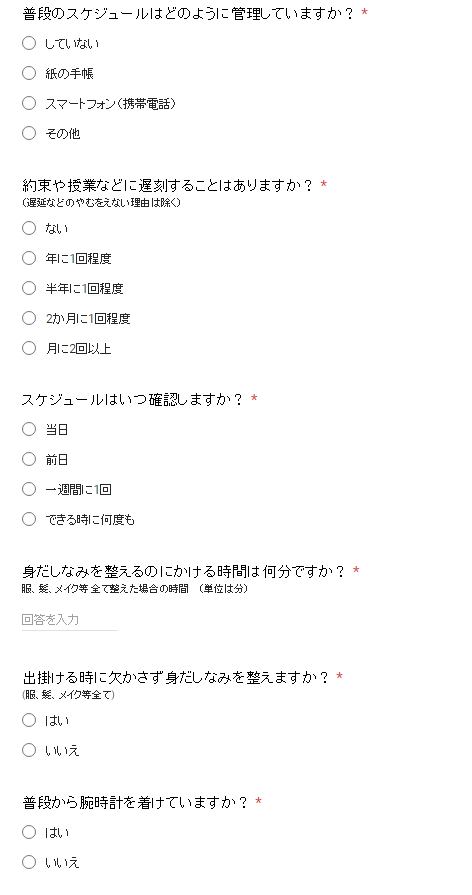 普段のスケジュールはどのように管理していますか？ *
していない
紙の手帳
スマートフォン（携帯電話）
その他
約束や授業などに遅刻することはありますか？ *
（遅延などのやむをえない理由は除く）
ない
年に1回程度
半年に1回程度
2か月に1回程度
月に2回以上
スケジュールはいつ確認しますか？ *
当日
前日
一週間に1回
できる時に何度も
身だしなみを整えるのにかける時間は何分ですか？ *
服、髪、メイク等 全て整えた場合の時間　（単位は分）
回答を入力
出掛ける時に欠かさず身だしなみを整えますか？ *
（服、髪、メイク等全て）
はい
いいえ
普段から腕時計を着けていますか？ *
はい
いいえ